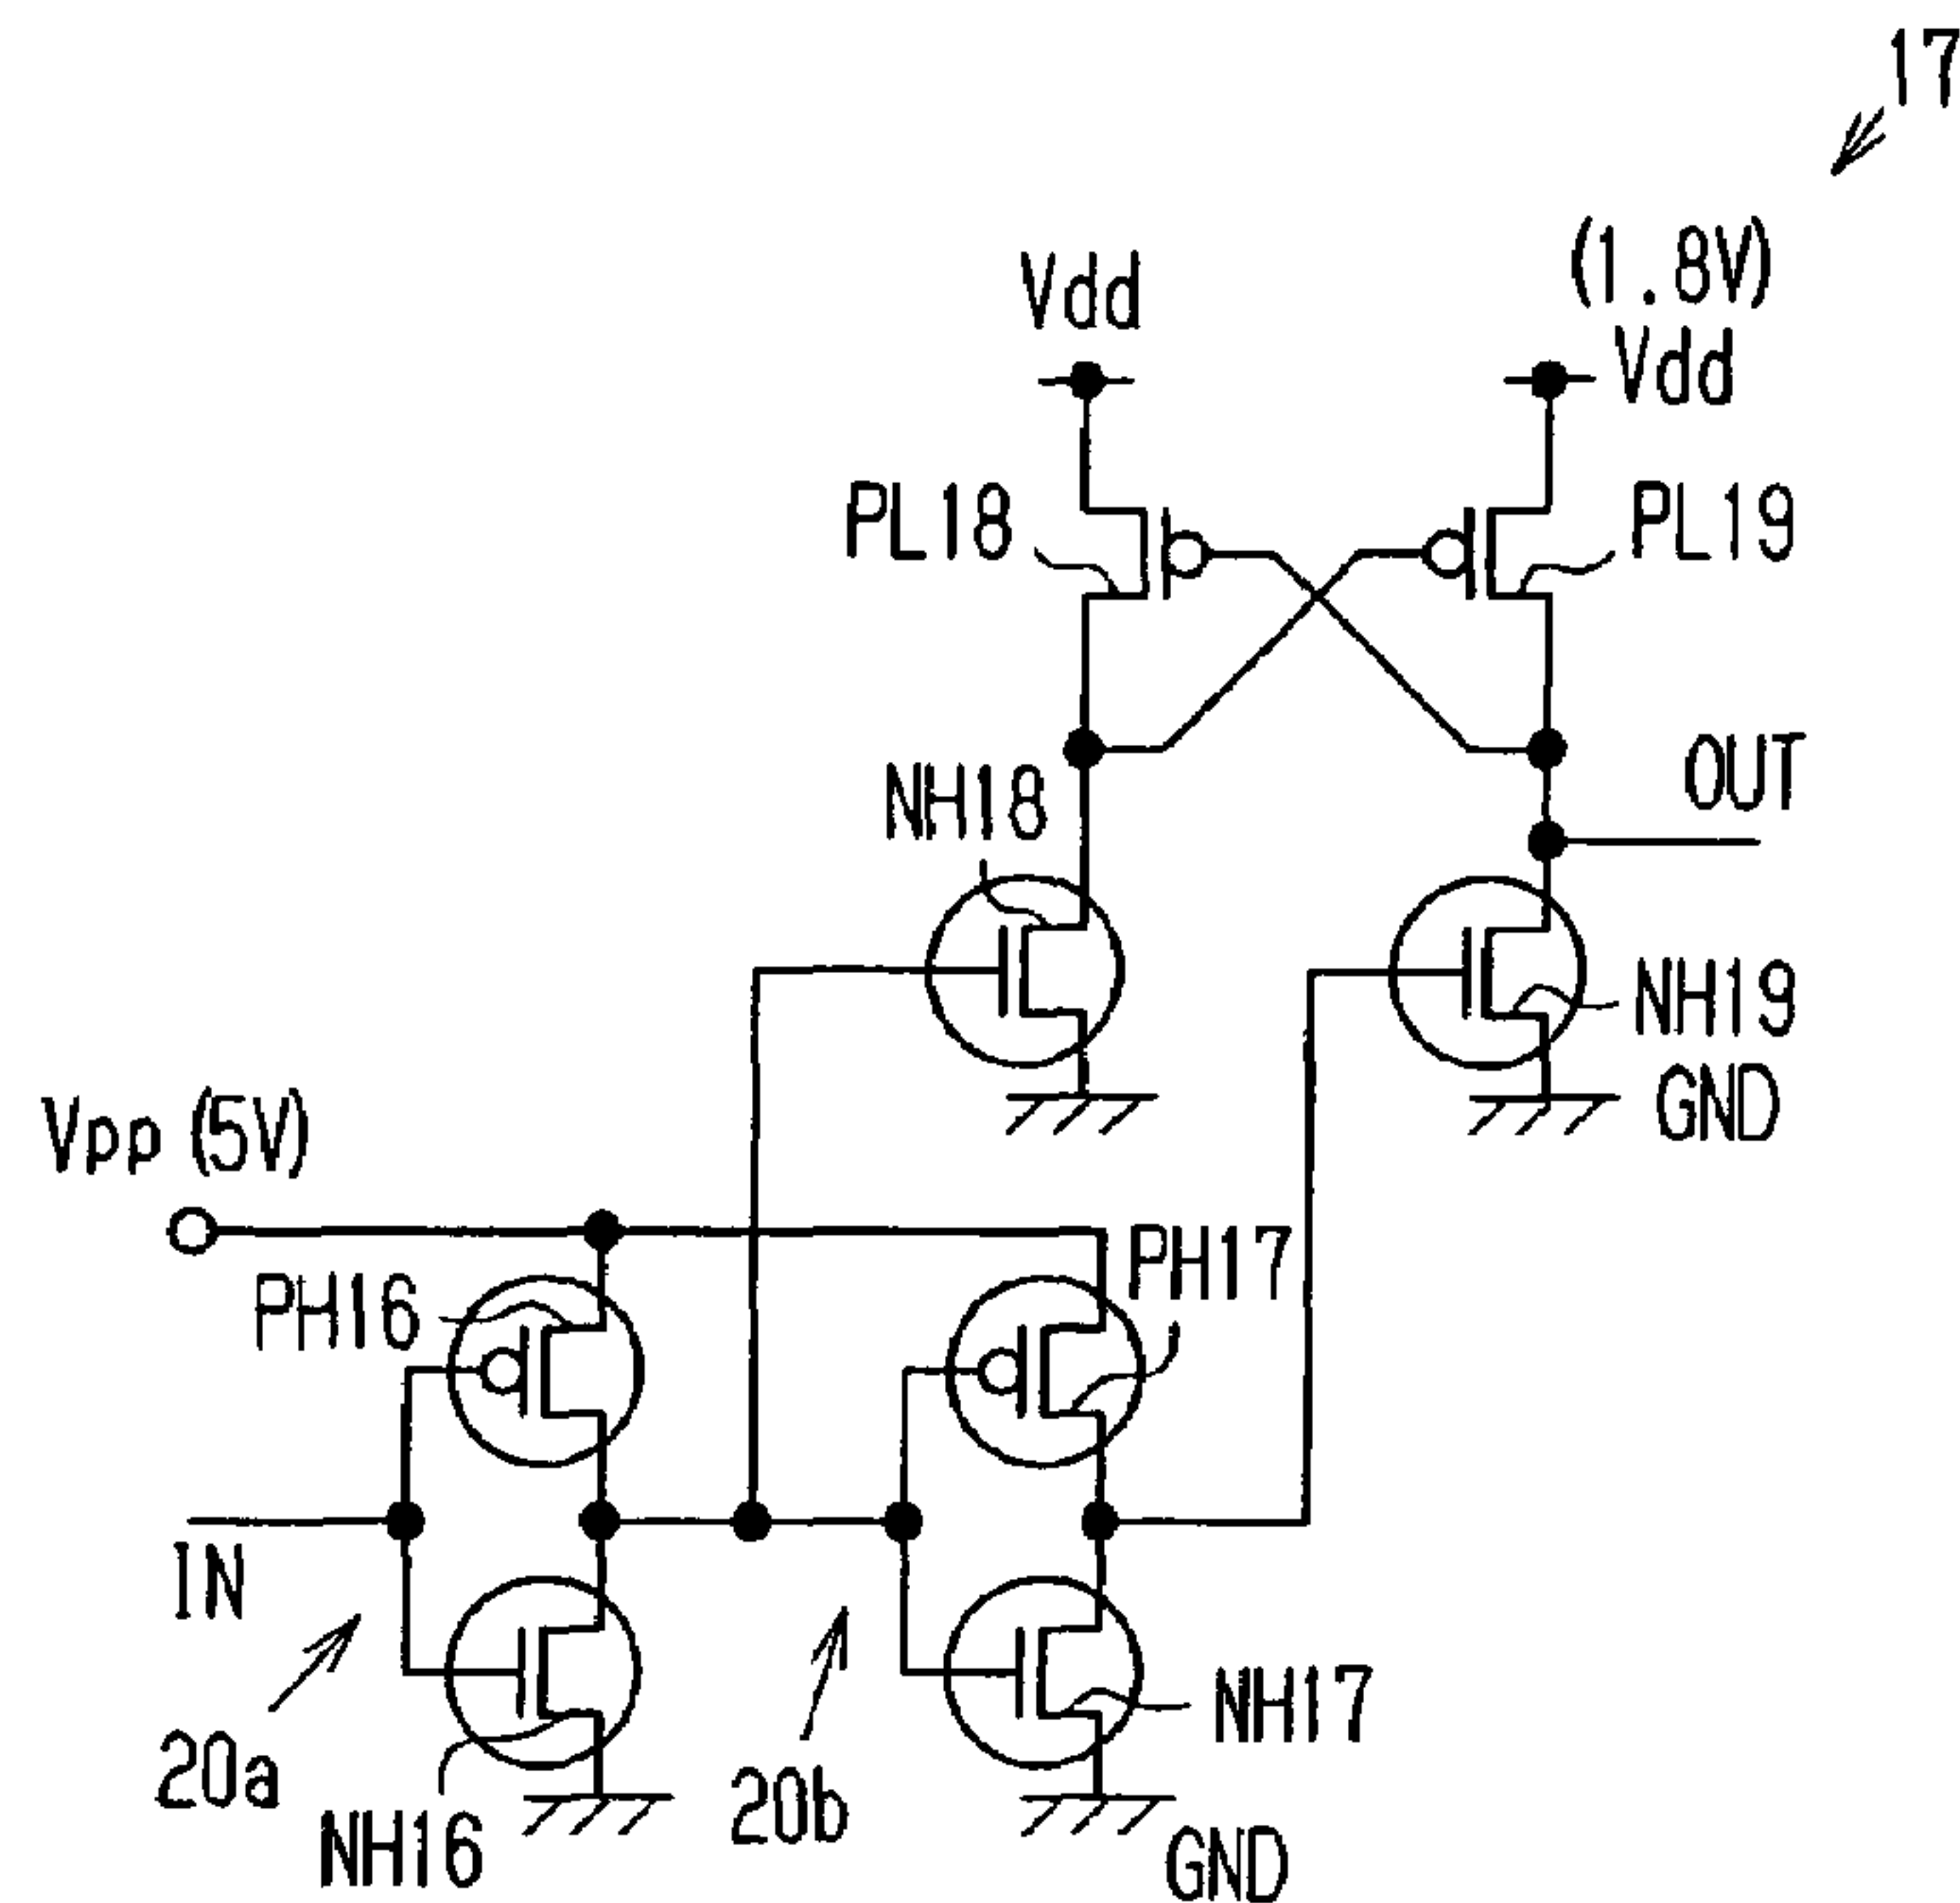 17
(1.8V)
Vdd
Vdd
PL18
PL19
OUT
NH18
NH19
GND
Vpp (5V)
PH17
PH16
IN
NH17
20a
20b
NH16
GND